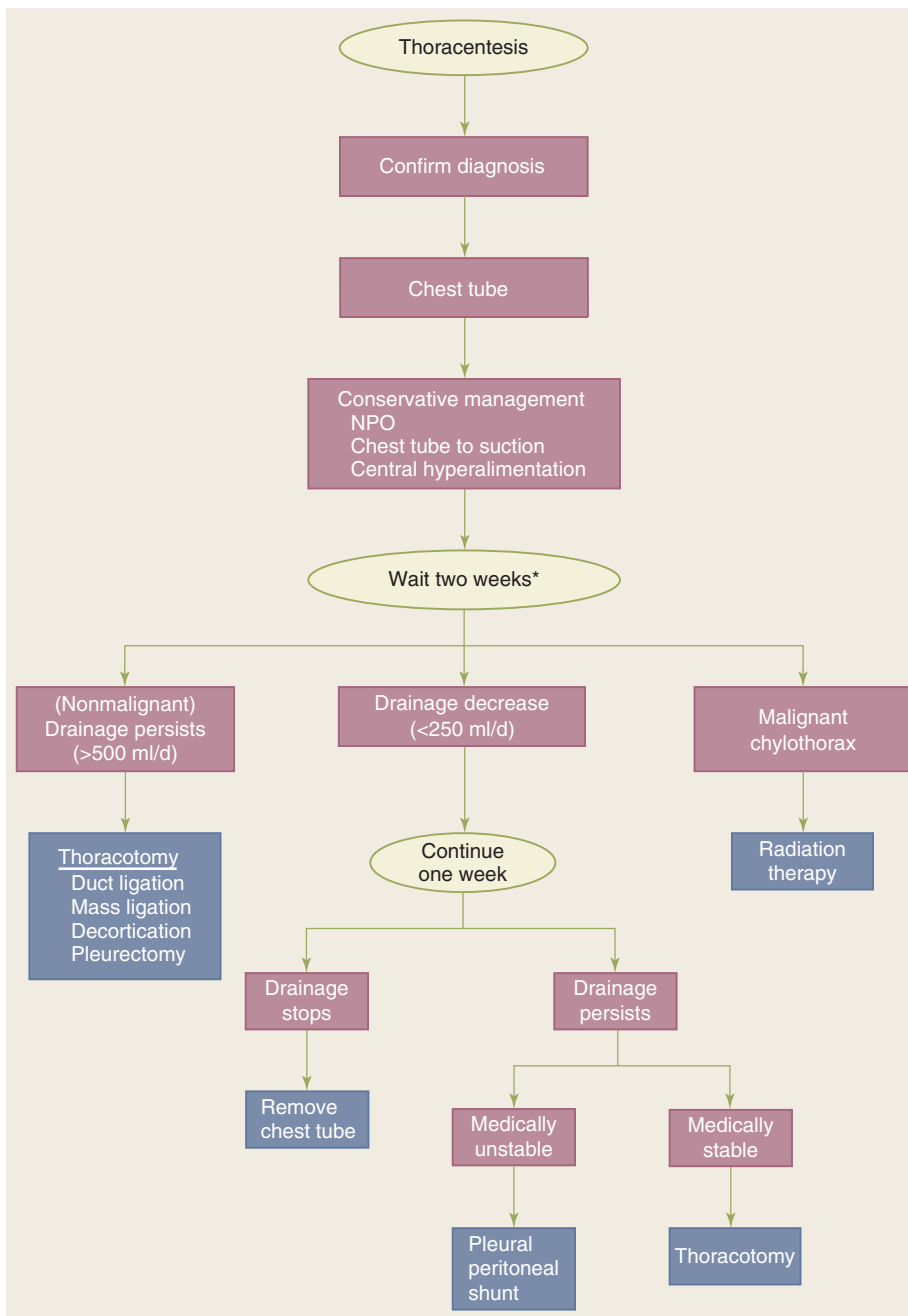 Thoracentesis
Confirm diagnosis
Chest tube
Conservative management
NPO
Chest tube to suction
Central hyperalimentation
Wait two weeks*
(Nonmalignant)
Drainage persists
(>500 ml/d)
Drainage decrease
(<250 ml/d)
Malignant
chylothorax
Thoracotomy
Duct ligation
Mass ligation
Decortication
Pleurectomy
Continue
one week
Radiation
therapy
Drainage
stops
Drainage
persists
Remove
chest tube
Medically
unstable
Medically
stable
Pleural
peritoneal
shunt
Thoracotomy